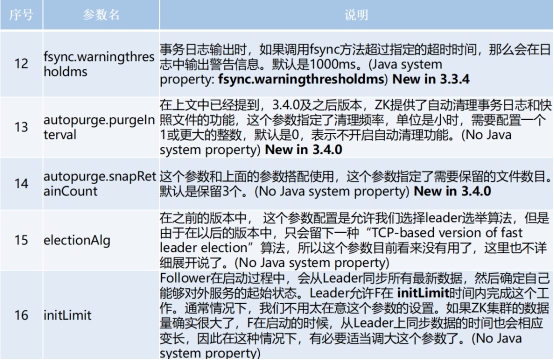 序号 参数名 说明
12 fsync.warningthres
holdms
事务日志输出时，如果调用fsync方法超过指定的超时时间，那么会在日
志中输出警告信息。默认是1000ms。(Java system
property: fsync.warningthresholdms) New in 3.3.4
13 autopurge.purgeIn
terval
在上文中已经提到，3.4.0及之后版本，ZK提供了自动清理事务日志和快
照文件的功能，这个参数指定了清理频率，单位是小时，需要配置一个
1或更大的整数，默认是0，表示不开启自动清理功能。(No Java
system property) New in 3.4.0
14 autopurge.snapRet
ainCount
这个参数和上面的参数搭配使用，这个参数指定了需要保留的文件数目。
默认是保留3个。(No Java system property) New in 3.4.0
15 electionAlg
在之前的版本中， 这个参数配置是允许我们选择leader选举算法，但是
由于在以后的版本中，只会留下一种“TCP-based version of fast
leader election”算法，所以这个参数目前看来没有用了，这里也不详
细展开说了。(No Java system property)
16 initLimit
Follower在启动过程中，会从Leader同步所有最新数据，然后确定自己
能够对外服务的起始状态。Leader允许F在 initLimit时间内完成这个工
作。通常情况下，我们不用太在意这个参数的设置。如果ZK集群的数据
量确实很大了，F在启动的时候，从Leader上同步数据的时间也会相应
变长，因此在这种情况下，有必要适当调大这个参数了。(No Java
system property)